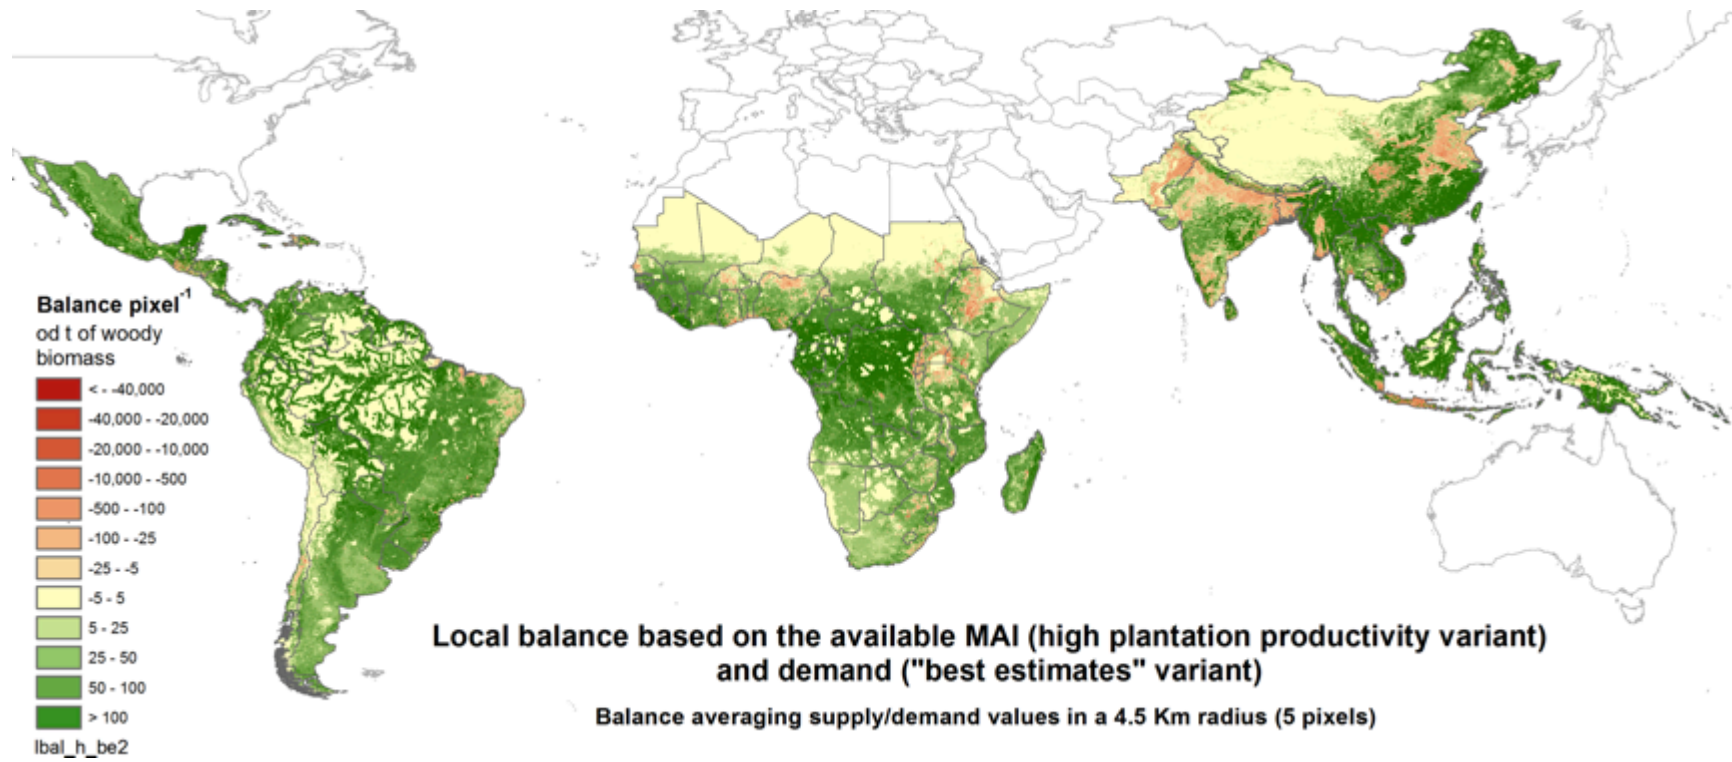 Balance pixel-1
od t of woody
biomass
< - -40,000
-40,000 - -20,000
-20,000 - -10,000
-10,000 - -500
-500 - -100
-100 - -25
-25 - -5
-5 - 5
5 - 25
25 - 50
50 - 100
> 100
lbal_h_be2
Local balance based on the available MAI (high plantation productivity variant)
and demand ("best estimates" variant)
Balance averaging supply/demand values in a 4.5 Km radius (5 pixels)